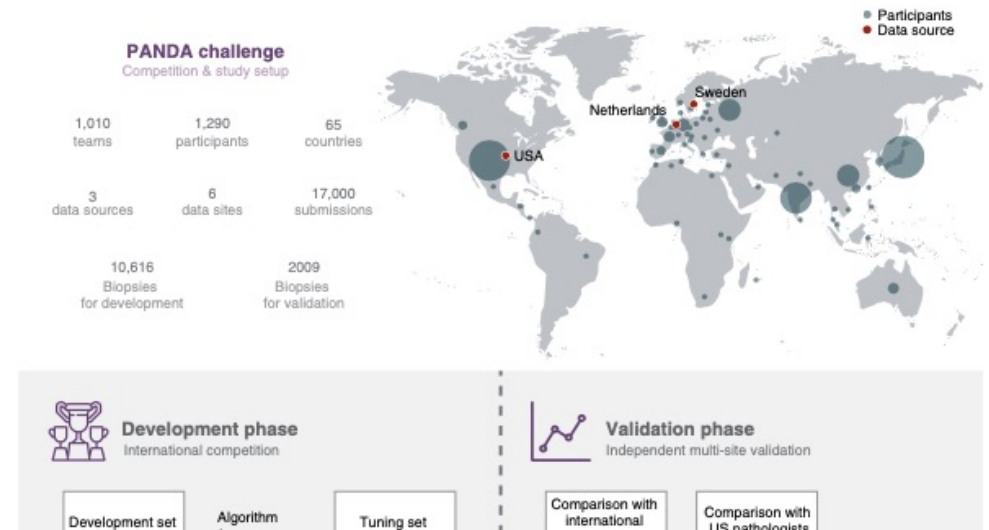 Participants
Data source
PANDA challenge
Competition & study setup
1,010
teams
1,290
participants
65
countries
3
data sources
6
data sites
17,000
submissions
10,616
Biopsies
for development
2009
Biopsies
for validation
Sweden
Netherlands
USA
Development phase
International competition
Validation phase
Independent multi-site validation
Development set
Algorithm
Tuning set
Comparison with
international
Comparison with
US pathologists